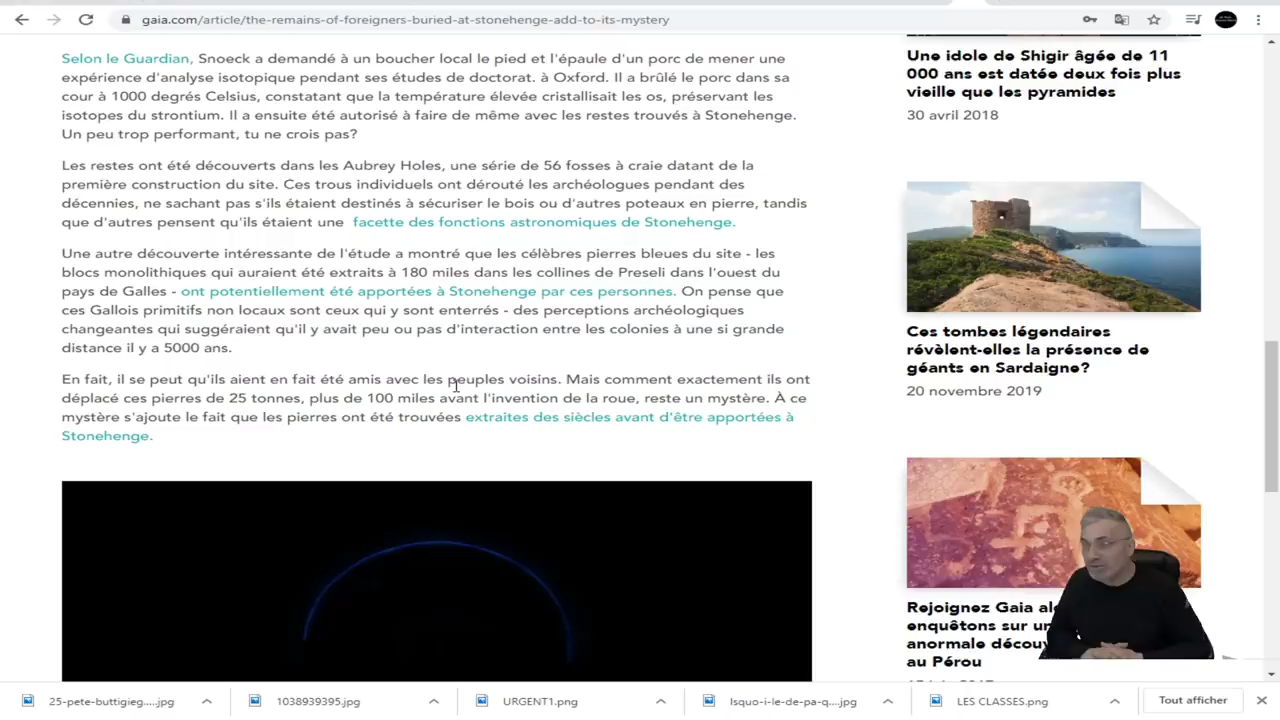 gaia.com/article/the-remains-of-foreigners-buried-at-stonehenge-add-to-its-mystery
Selon le Guardian, Snoeck a demandé à un boucher local le pied et l'épaule d'un porc de mener une
expérience d'analyse isotopique pendant ses études de doctorat. à Oxford. Il a brûlé le porc dans sa
cour à 1000 degrés Celsius, constatant que la température élevée cristallisait les os, préservant les
isotopes du strontium. Il a ensuite été autorisé à faire de même avec les restes trouvés à Stonehenge.
Un peu trop performant, tu ne crois pas?
Les restes ont été découverts dans les Aubrey Holes, une série de 56 fosses à craie datant de la
première construction du site. Ces trous individuels ont dérouté les archéologues pendant des
décennies, ne sachant pas s'ils étaient destinés à sécuriser le bois ou d'autres poteaux en pierre, tandis
que d'autres pensent qu'ils étaient une facette des fonctions astronomiques de Stonehenge.
Une autre découverte intéressante de l'étude a montré que les célèbres pierres bleues du site - les
blocs monolithiques qui auraient été extraits à 180 miles dans les collines de Preseli dans l'ouest du
pays de Galles - ont potentiellement été apportées à Stonehenge par ces personnes. On pense que
ces Gallois primitifs non locaux sont ceux qui y sont enterrés - des perceptions archéologiques
changeantes qui suggéraient qu'il y avait peu ou pas d'interaction entre les colonies à une si grande
distance il y a 5000 ans.
En fait, il se peut qu'ils aient en fait été amis avec les peuples voisins. Mais comment exactement ils ont
déplacé ces pierres de 25 tonnes, plus de 100 miles avant l'invention de la roue, reste un mystère. À ce
mystère s'ajoute le fait que les pierres ont été trouvées extraites des siècles avant d'être apportées à
Stonehenge.
Une idole de Shigir âgée de 11
000 ans est datée deux fois plus
vieille que les pyramides
30 avril 2018
Ces tombes légendaires
révèlent-elles la présence de
géants en Sardaigne?
20 novembre 2019
Rejoignez Gaia
enquêtons sur
anormale
au Pérou
25-pete-buttigieg....jpg
1038939395.jpg
URGENT1.png
lsquo-i-le-de-pa-q....jpg
LES CLASSES.png
Tout afficher